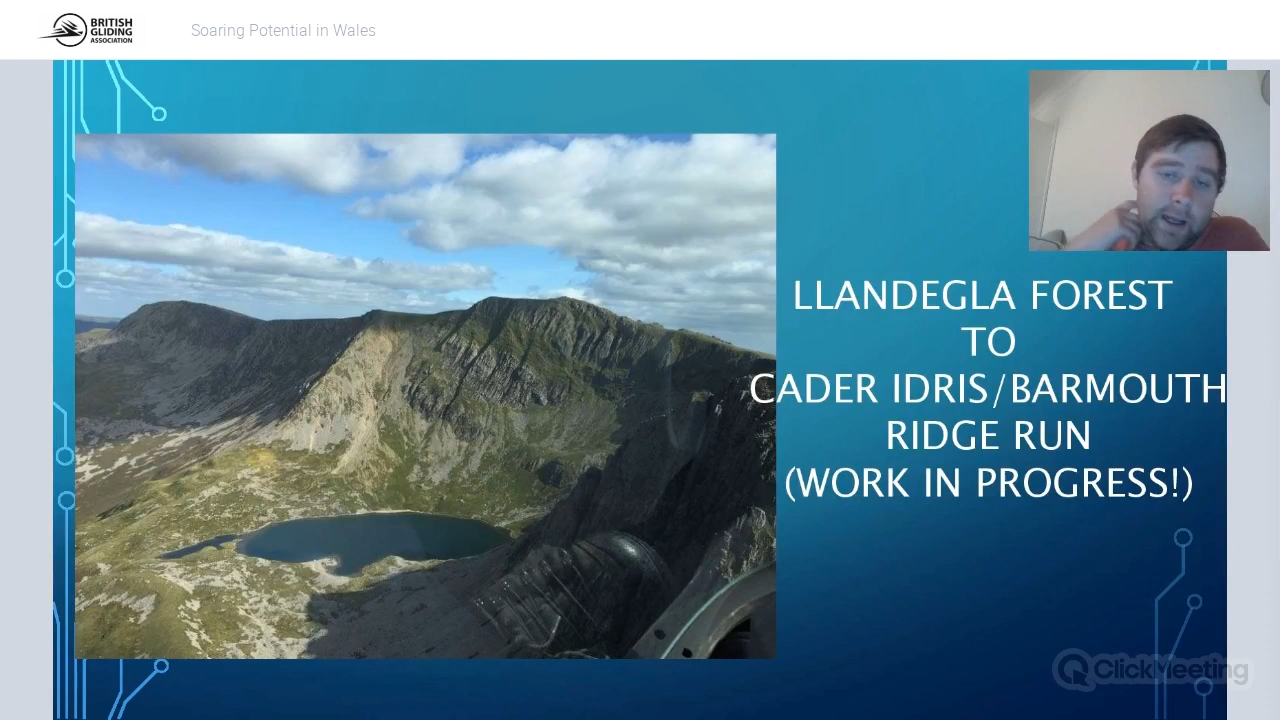 BRITISH
GLIDING
ASSOCIATION
Soaring Potential in Wales
LLANDEGLA FOREST
TO
CADER IDRIS/BARMOUTH
RIDGE RUN
(WORK IN PROGRESS!)
ClickMeeting